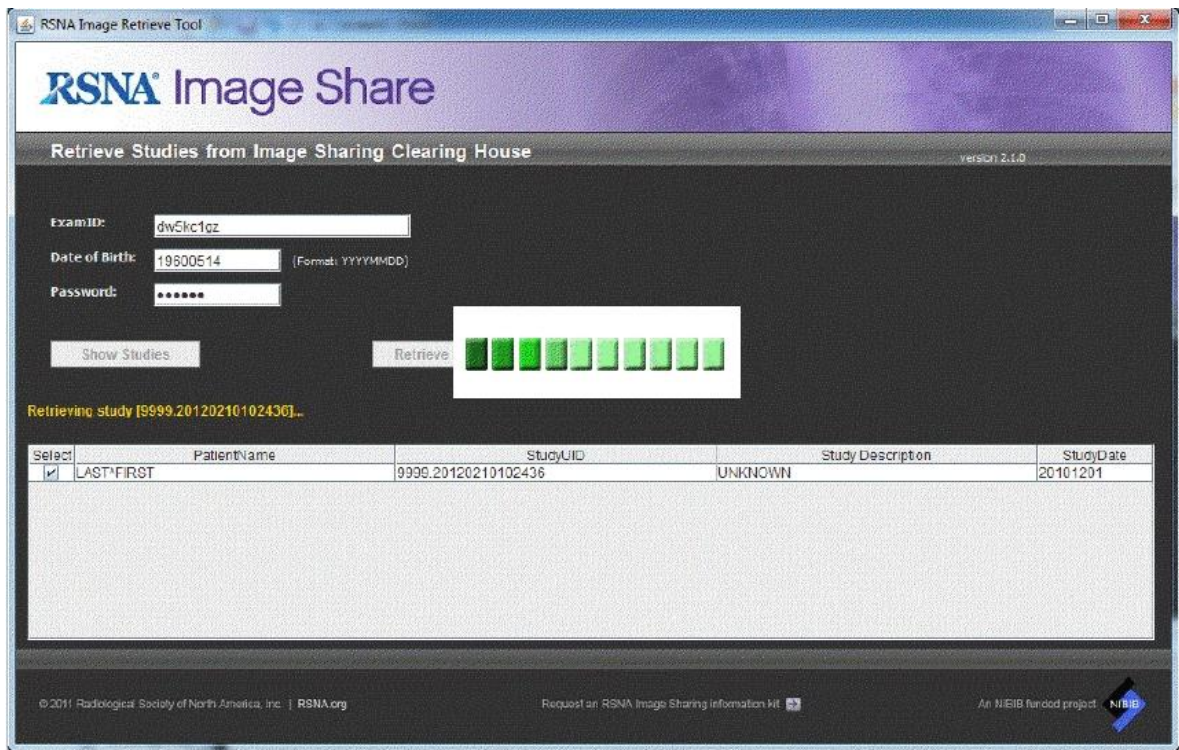 RSNA Image Retrieve Tool
RSNA® Image Share
Retrieve Studies from Image Sharing Clearing House
version 2.1.0
ExamID: dw5kc1gz
Date of Birth: 19600514 (Format: YYYYMMDD)
Password: ••••••
Show Studies Retrieve
Retrieving study [9999.20120210102436]...
Select PatientName StudyUID Study Description StudyDate
LAST^FIRST 9999.20120210102436 UNKNOWN 20101201
© 2011 Radiological Society of North America, Inc. | RSNA.org Request an RSNA Image Sharing information kit An NIBIB funded project NIBIB